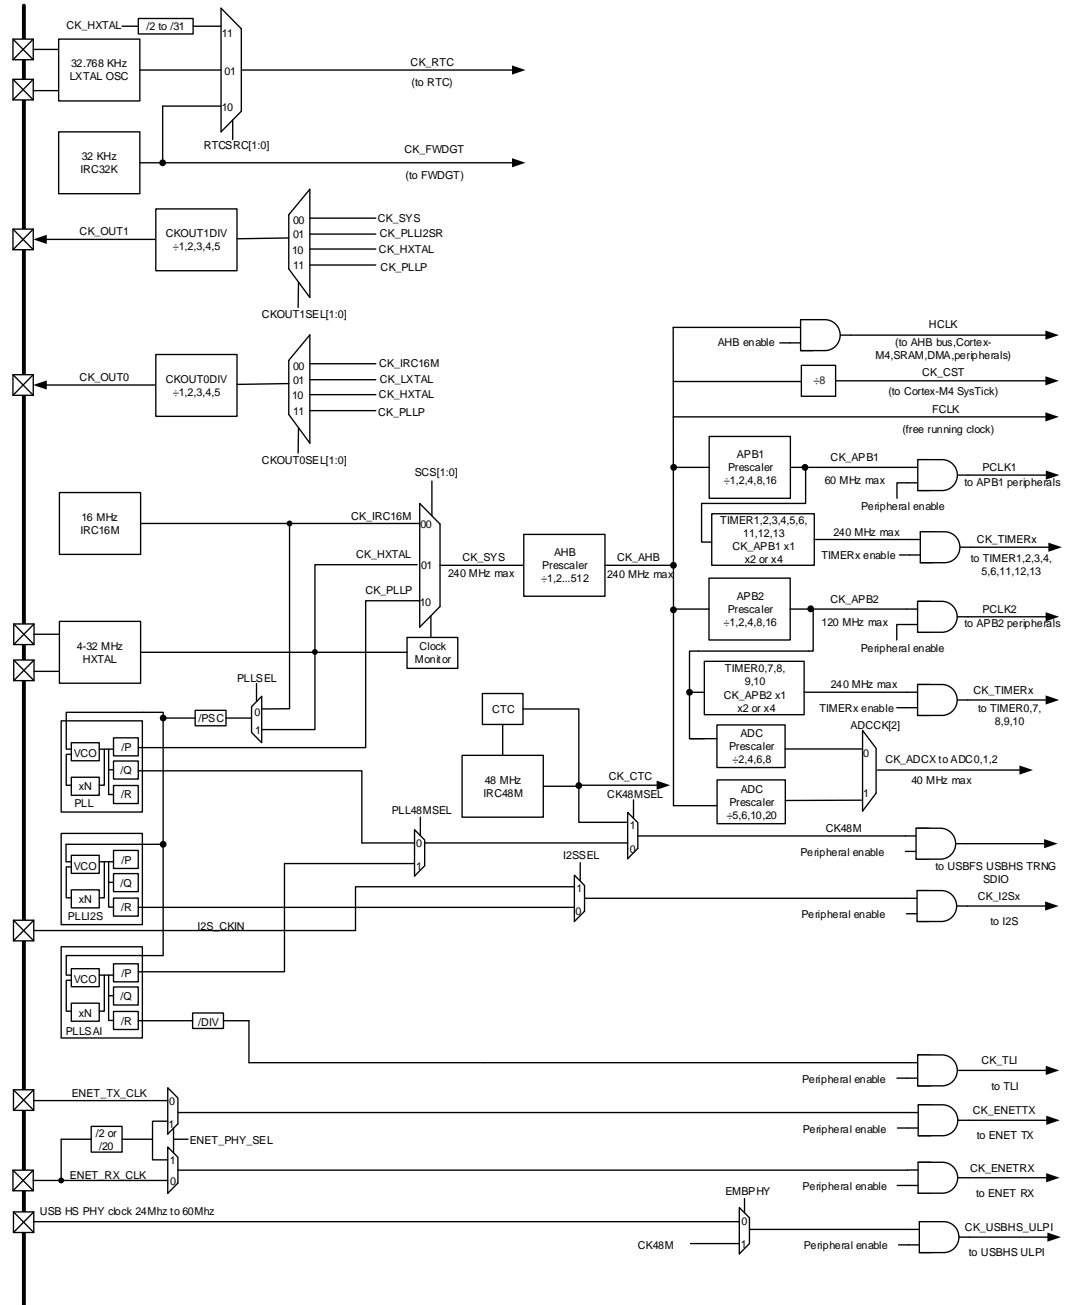 CK_HXTAL
/2 to /31
11
32.768 KHz
LXTAL OSC
01
CK_RTC
(to RTC)
10
RTCSRC[1:0]
32 KHz
IRC32K
CK_FWDGT
(to FWDGT)
CK_OUT1
CKOUT1DIV
÷1,2,3,4,5
00
01
10
11
CK_SYS
CK_PLLI2SR
CK_HXTAL
CK_PLLP
CKOUT1SEL[1:0]
CK_OUT0
CKOUT0DIV
÷1,2,3,4,5
00
01
10
11
CK_IRC16M
CK_LXTAL
CK_HXTAL
CK_PLLP
CKOUT0SEL[1:0]
AHB enable
HCLK
(to AHB bus,Cortex-
M4,SRAM,DMA,peripherals)
÷8
CK_CST
(to Cortex-M4 SysTick)
FCLK
(free running clock)
SCS[1:0]
16 MHz
IRC16M
CK_IRC16M
00
CK_HXTAL
01
CK_PLLP
10
CK_SYS
240 MHz max
AHB
Prescaler
÷1,2...512
CK_AHB
240 MHz max
APB1
Prescaler
÷1,2,4,8,16
CK_APB1
60 MHz max
Peripheral enable
PCLK1
to APB1 peripherals
TIMER1,2,3,4,5,6,
11,12,13
CK_APB1 x1
x2 or x4
240 MHz max
TIMERx enable
CK_TIMERx
to TIMER1,2,3,4,
5,6,11,12,13
APB2
Prescaler
÷1,2,4,8,16
CK_APB2
120 MHz max
Peripheral enable
PCLK2
to APB2 peripherals
4-32 MHz
HXTAL
Clock
Monitor
TIMER0,7,8,
9,10
CK_APB2 x1
x2 or x4
240 MHz max
TIMERx enable
CK_TIMERx
to TIMER0,7,
8,9,10
PLLSEL
/PSC
0
1
CTC
ADC
Prescaler
÷2,4,6,8
ADCCK[2]
0
1
CK_ADCX to ADC0,1,2
40 MHz max
VCO
xN
/P
/Q
/R
PLL
48 MHz
IRC48M
CK_CTC
CK48MSEL
ADC
Prescaler
÷5,6,10,20
PLL48MSEL
0
1
1
0
CK48M
Peripheral enable
to USBFS USBHS TRNG
SDIO
VCO
xN
/P
/Q
/R
PLLI2S
I2SSEL
1
0
Peripheral enable
CK_I2Sx
to I2S
I2S_CKIN
VCO
xN
/P
/Q
/R
PLLSAI
/DIV
Peripheral enable
CK_TLI
to TLI
ENET_TX_CLK
0
1
Peripheral enable
CK_ENETTX
to ENET TX
/2 or
/20
ENET_PHY_SEL
1
0
ENET_RX_CLK
Peripheral enable
CK_ENETRX
to ENET RX
EMBPHY
USB HS PHY clock 24Mhz to 60Mhz
0
1
CK48M
Peripheral enable
CK_USBHS_ULPI
to USBHS ULPI